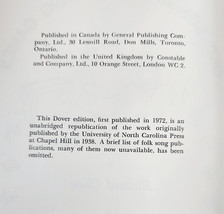 Published in Canada by General Publishing Com-
pany, Ltd., 30 Lesmill Road, Don Mills, Toronto,
Ontario.
Published in the United Kingdom by Constable
and Company, Ltd., 10 Orange Street, London WC 2.
This Dover edition, first published in 1972, is an
unabridged republication of the work originally
published by the University of North Carolina Press
at Chapel Hill in 1938. A brief list of folk song pub-
lications, many of them now unavailable, has
been omitted.